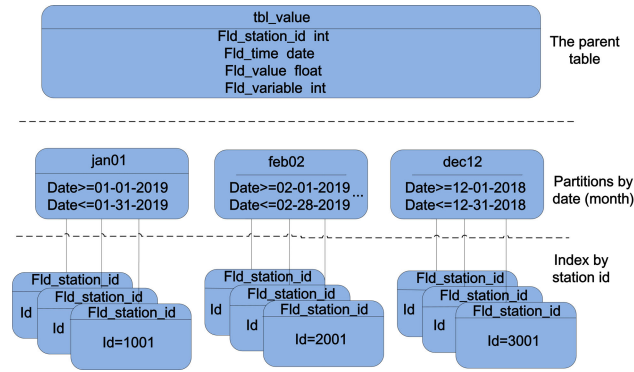 tbl_value
Fld_station_id int
Fld_time date
Fld_value float
Fld_variable int
The parent
table
jan01
Date>=01-01-2019
Date<=01-31-2019
feb02
Date>=02-01-2019
Date<=02-28-2019
...
dec12
Date>=12-01-2018
Date<=12-31-2018
Partitions by
date (month)
Index by
station id
Fld_station_id
Id
Fld_station_id
Id
Fld_station_id
Id=1001
Fld_station_id
Id
Fld_station_id
Id
Fld_station_id
Id=2001
Fld_station_id
Id
Fld_station_id
Id
Fld_station_id
Id=3001